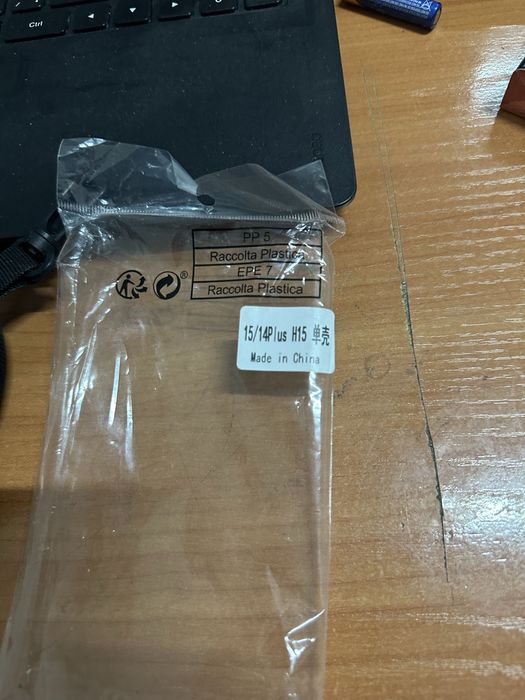 Ctrl
PP 5
Raccolta Plastica
EPE 7
Raccolta Plastica
®
15/14Plus H15 单壳
Made in China